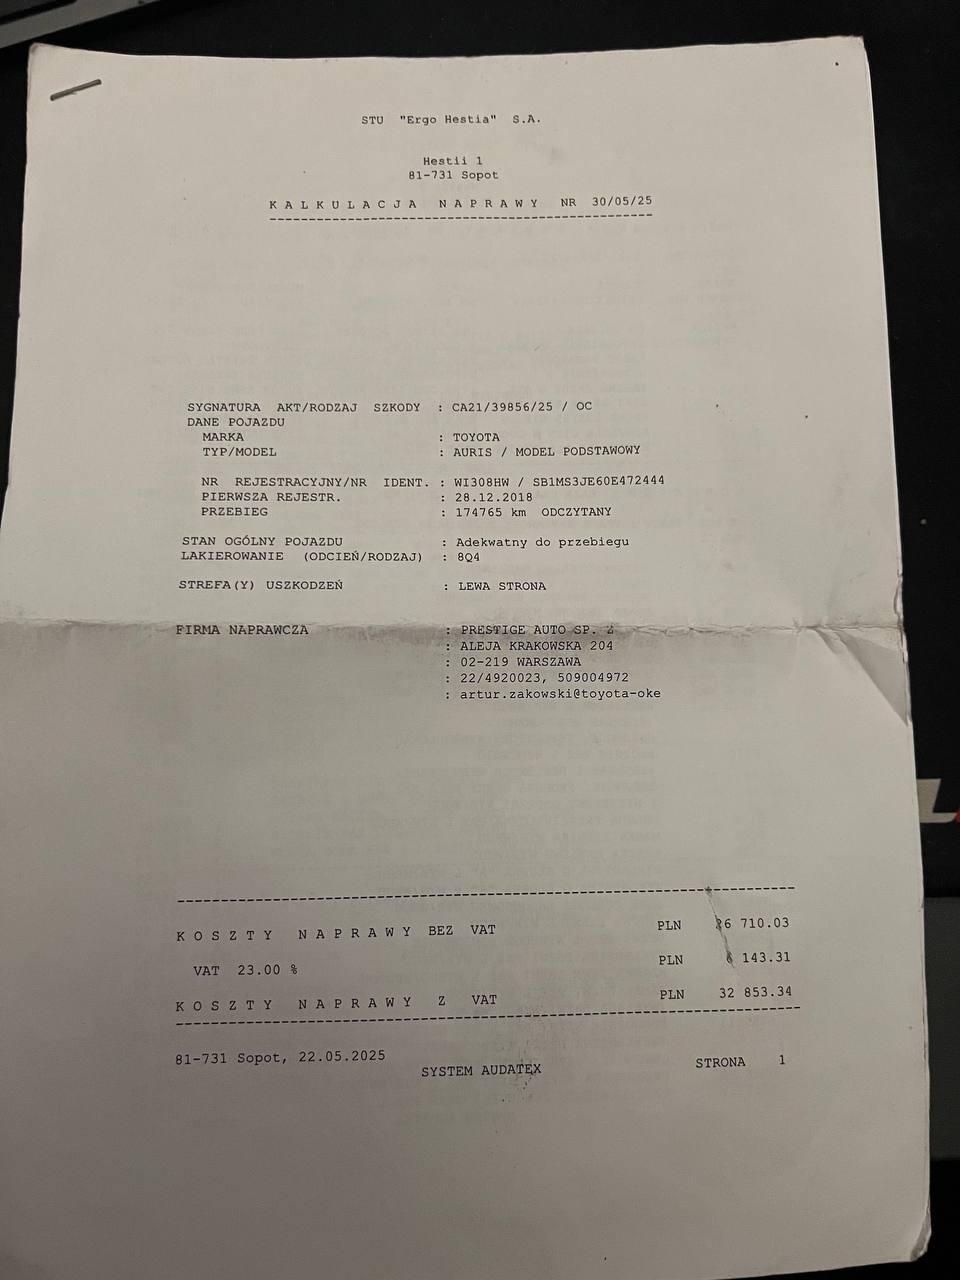 STU "Ergo Hestia" S.A.
Hestii 1
81-731 Sopot
K A L K U L A C J A N A P R A W Y NR 30/05/25
SYGNATURA AKT/RODZAJ SZKODY : CA21/39856/25 / OC
DANE POJAZDU
MARKA : TOYOTA
TYP/MODEL : AURIS / MODEL PODSTAWOWY
NR REJESTRACYJNY/NR IDENT. : WI308HW / SB1MS3JE60E472444
PIERWSZA REJESTR. : 28.12.2018
PRZEBIEG : 174765 km ODCZYTANY
STAN OGÓLNY POJAZDU : Adekwatny do przebiegu
LAKIEROWANIE (ODCIEŃ/RODZAJ) : 8Q4
STREFA(Y) USZKODZEŃ : LEWA STRONA
FIRMA NAPRAWCZA : PRESTIGE AUTO SP. Z
: ALEJA KRAKOWSKA 204
: 02-219 WARSZAWA
: 22/4920023, 509004972
: artur.zakowski@toyota-oke
K O S Z T Y N A P R A W Y BEZ VAT PLN 26 710.03
VAT 23.00 % PLN 6 143.31
K O S Z T Y N A P R A W Y Z VAT PLN 32 853.34
81-731 Sopot, 22.05.2025
SYSTEM AUDATEX STRONA 1